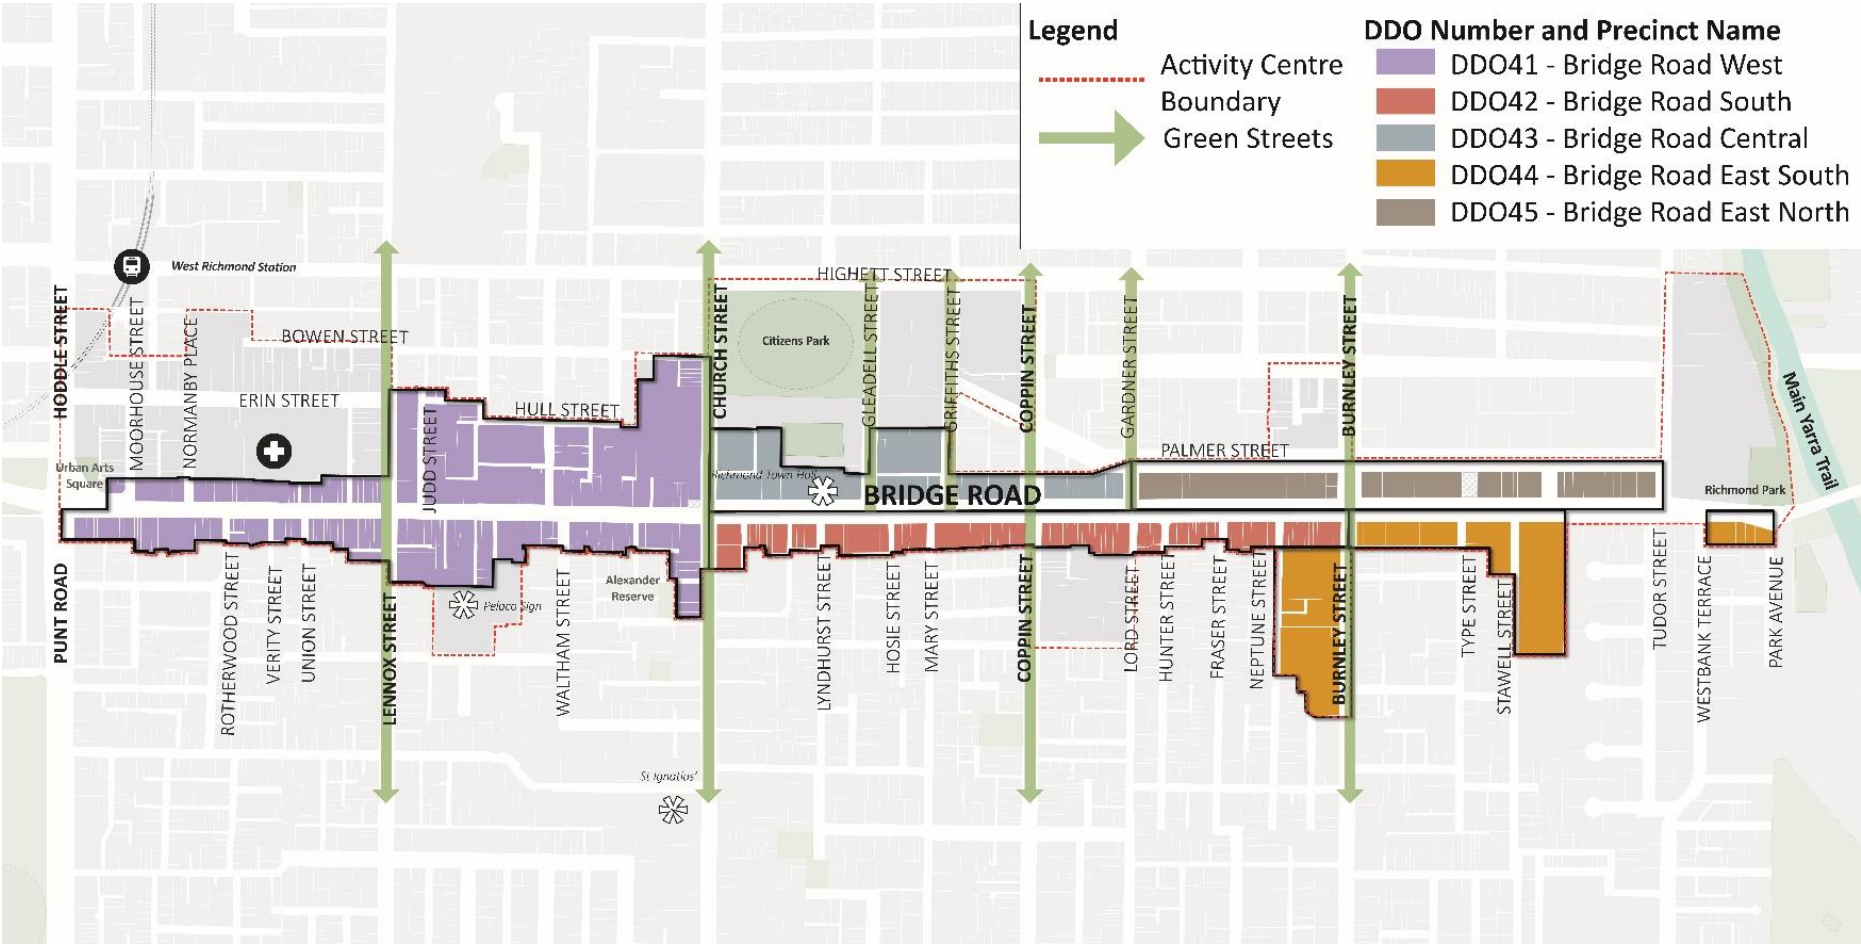 Legend
Activity Centre
Boundary
Green Streets
DDO Number and Precinct Name
DDO41 - Bridge Road West
DDO42 - Bridge Road South
DDO43 - Bridge Road Central
DDO44 - Bridge Road East South
DDO45 - Bridge Road East North
West Richmond Station
HIGHETT STREET
HODDLE STREET
MOORHOUSE STREET
NORMANBY PLACE
BOWEN STREET
ERIN STREET
JUDD STREET
HULL STREET
CHURCH STREET
Citizens Park
GLEADELL STREET
GRIFFITHS STREET
COPPIN STREET
GARDNER STREET
BURNLEY STREET
PALMER STREET
Main Yarra Trail
Urban Arts
Square
Richmond Town Hall
BRIDGE ROAD
Richmond Park
PUNT ROAD
ROTHERWOOD STREET
VERITY STREET
UNION STREET
LENNOX STREET
Peloco Sign
WALTHAM STREET
Alexander
Reserve
LYNDHURST STREET
HOSIE STREET
MARY STREET
COPPIN STREET
LORD STREET
HUNTER STREET
FRASER STREET
NEPTUNE STREET
BURNLEY STREET
TYPE STREET
STAWELL STREET
TUDOR STREET
WESTBANK TERRACE
PARK AVENUE
St Ignatius'